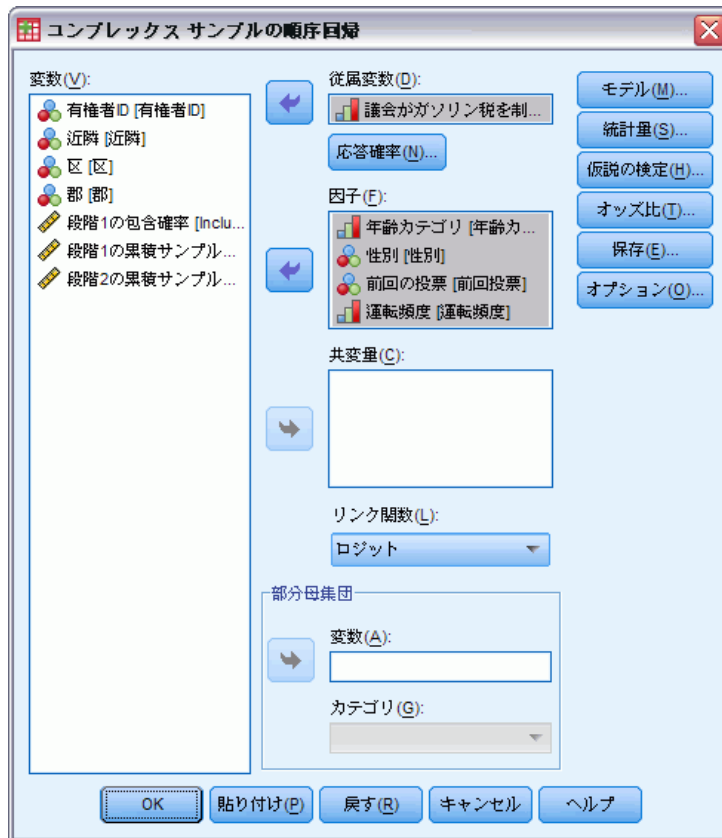 コンプレックス サンプルの順序回帰
変数(V):
有権者ID [有権者ID]
近隣 [近隣]
区 [区]
郡 [郡]
段階1の包含確率 [Inclu...
段階1の累積サンプル...
段階2の累積サンプル...
従属変数(D):
議会がガソリン税を制...
応答確率(N)...
因子(F):
年齢カテゴリ [年齢カ...
性別 [性別]
前回の投票 [前回投票]
運転頻度 [運転頻度]
共変量(C):
リンク関数(L):
ロジット
部分母集団
変数(A):
カテゴリ(G):
モデル(M)...
統計量(S)...
仮説の検定(H)...
オッズ比(T)...
保存(E)...
オプション(O)...
OK
貼り付け(P)
戻す(R)
キャンセル
ヘルプ